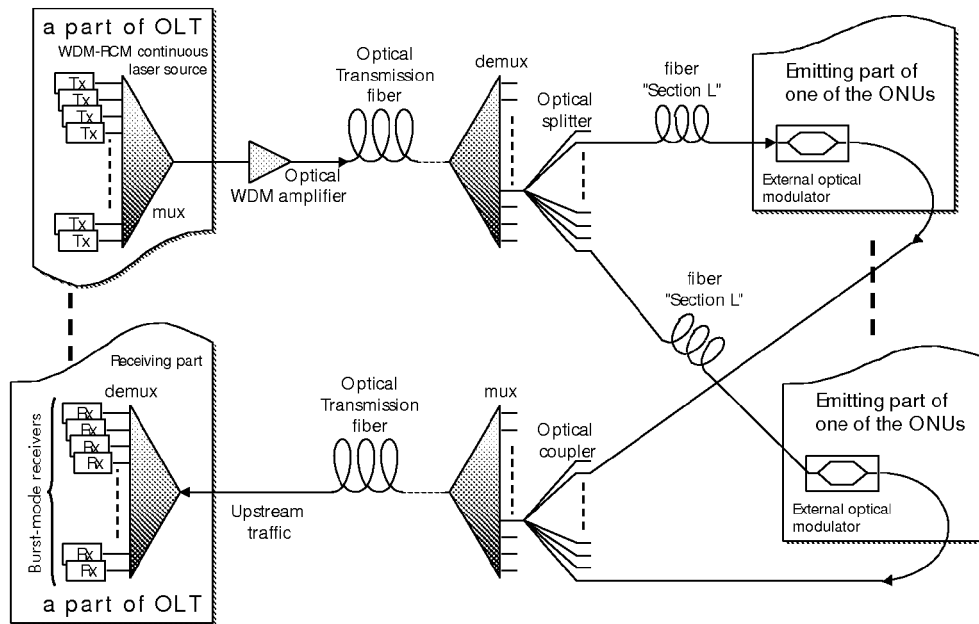 a part of OLT
WDM-RCM continuous
laser source
Tx
Tx
Tx
Tx
Tx
Tx
mux
Optical
WDM amplifier
Optical
Transmission
fiber
demux
Optical
splitter
fiber
"Section L"
Emitting part of
one of the ONUs
External optical
modulator
fiber
"Section L"
Receiving part
demux
Burst-mode receivers
Rx
Rx
Rx
Rx
Rx
Rx
a part of OLT
Upstream
traffic
Optical
Transmission
fiber
mux
Optical
coupler
Emitting part of
one of the ONUs
External optical
modulator